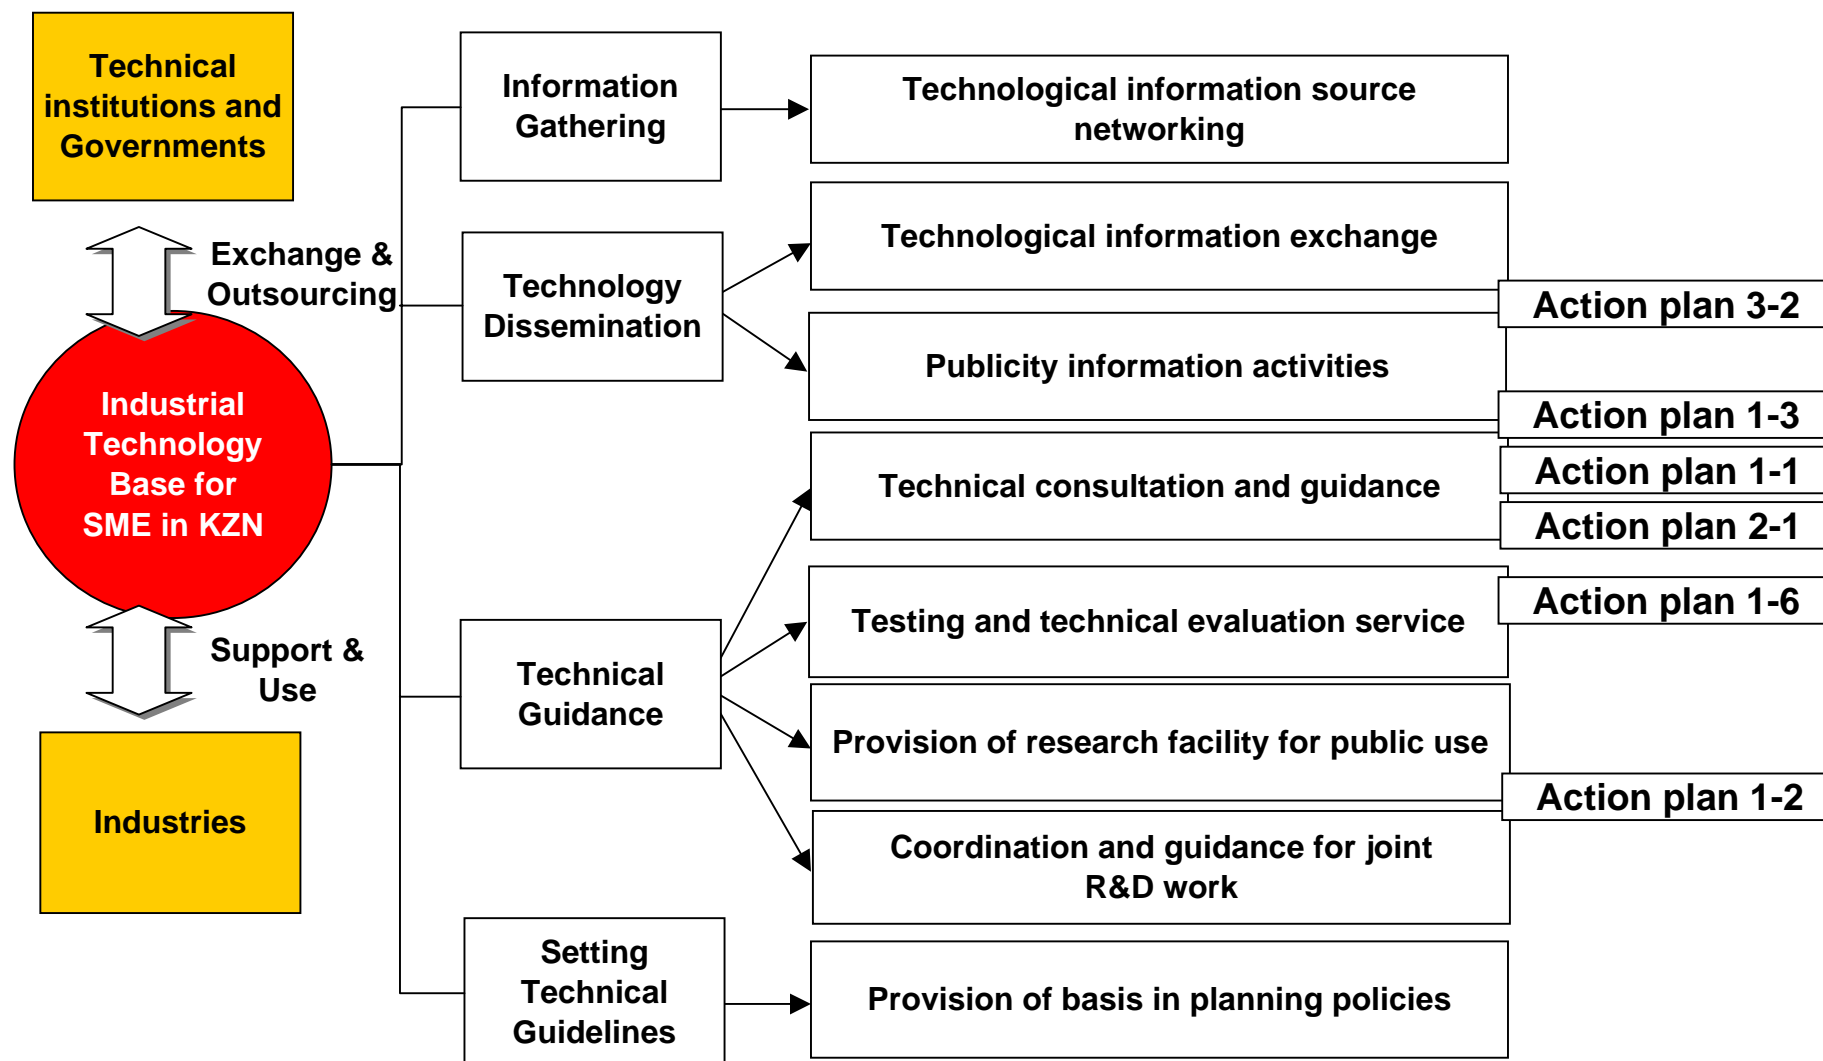 Technical
institutions and
Governments
Exchange &
Outsourcing
Industrial
Technology
Base for
SME in KZN
Support &
Use
Industries
Information
Gathering
Technology
Dissemination
Technical
Guidance
Setting
Technical
Guidelines
Technological information source
networking
Technological information exchange
Publicity information activities
Technical consultation and guidance
Testing and technical evaluation service
Provision of research facility for public use
Coordination and guidance for joint
R&D work
Provision of basis in planning policies
Action plan 3-2
Action plan 1-3
Action plan 1-1
Action plan 2-1
Action plan 1-6
Action plan 1-2